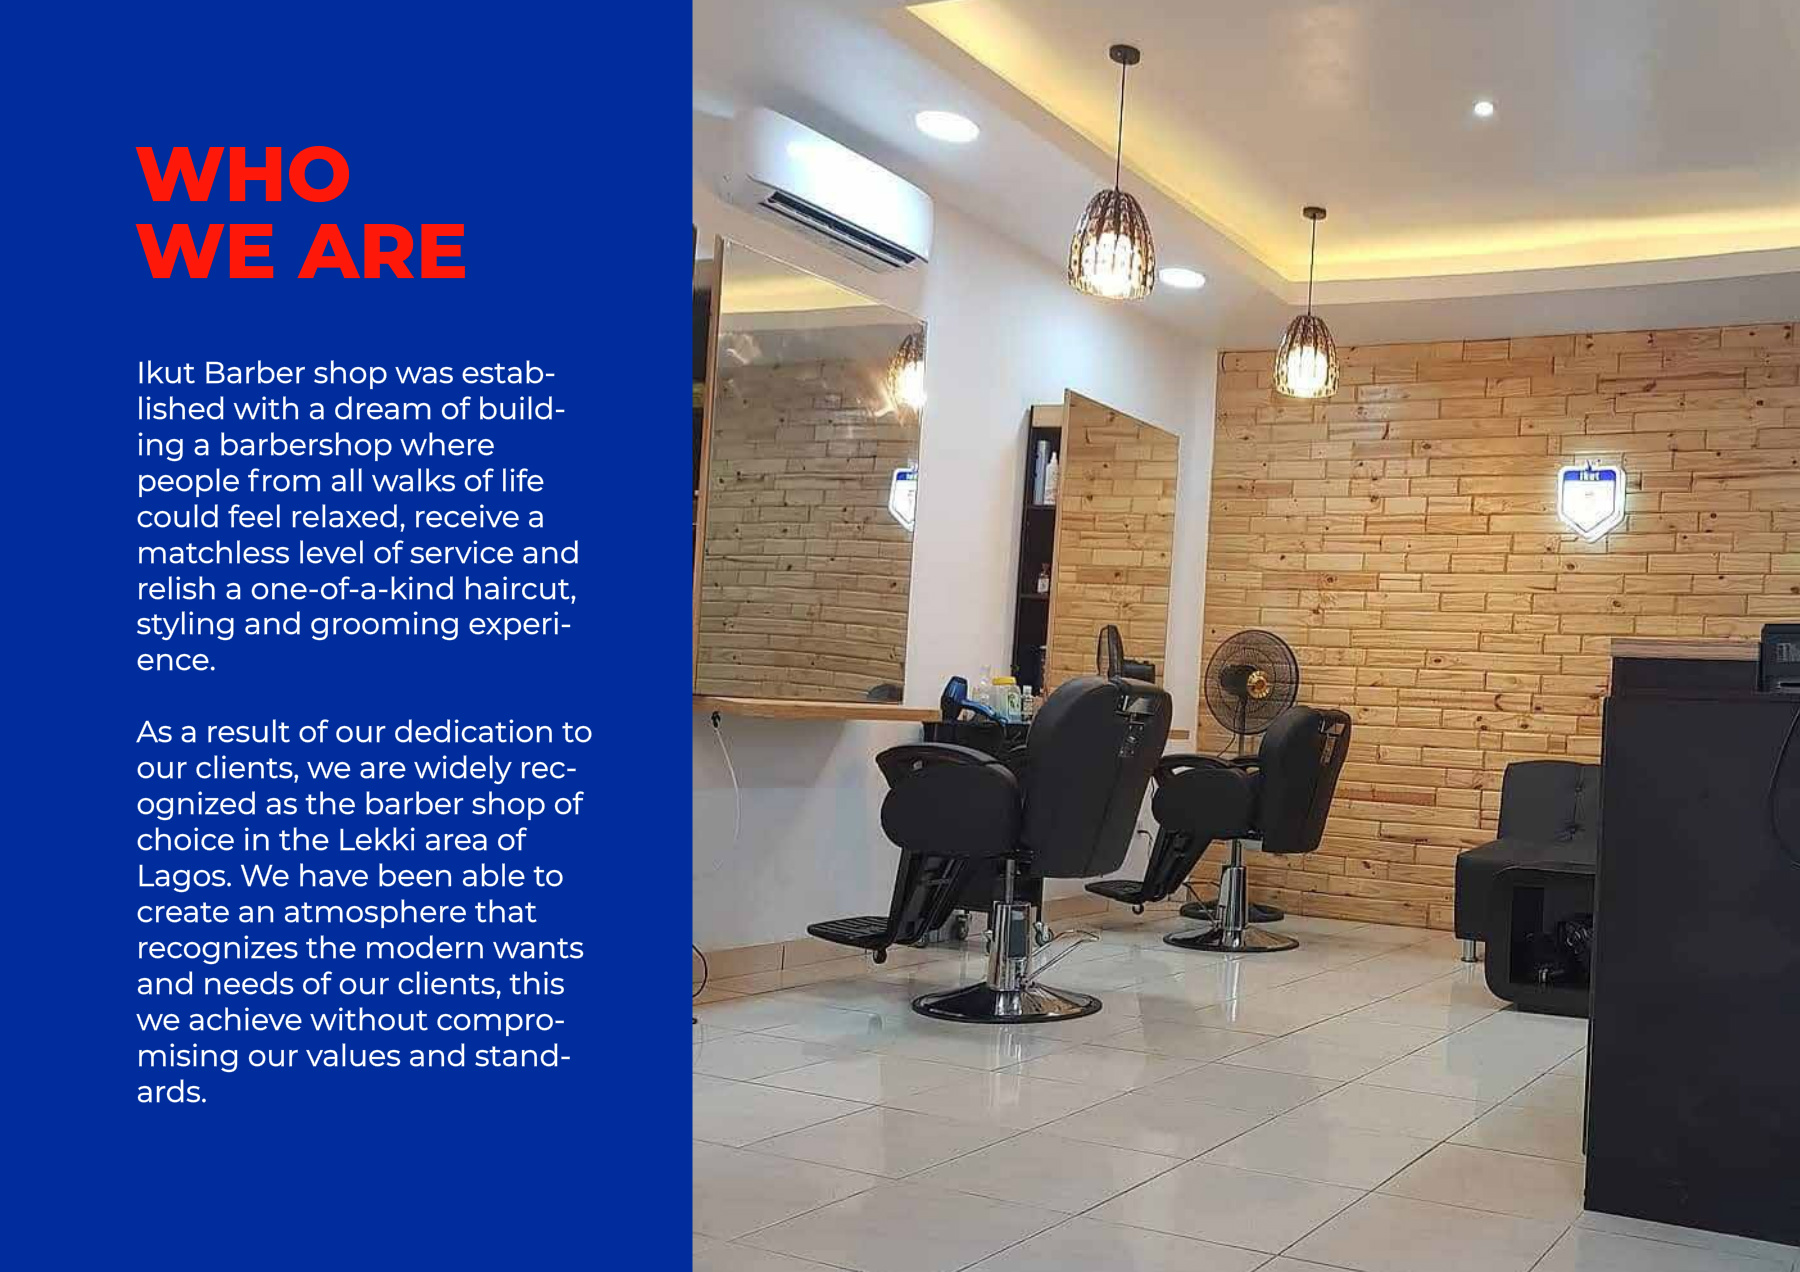 WHO
WE ARE
Ikut Barber shop was estab-
lished with a dream of build-
ing a barbershop where
people from all walks of life
could feel relaxed, receive a
matchless level of service and
relish a one-of-a-kind haircut,
styling and grooming experi-
ence.
As a result of our dedication to
our clients, we are widely rec-
ognized as the barber shop of
choice in the Lekki area of
Lagos. We have been able to
create an atmosphere that
recognizes the modern wants
and needs of our clients, this
we achieve without compro-
mising our values and stand-
ards.